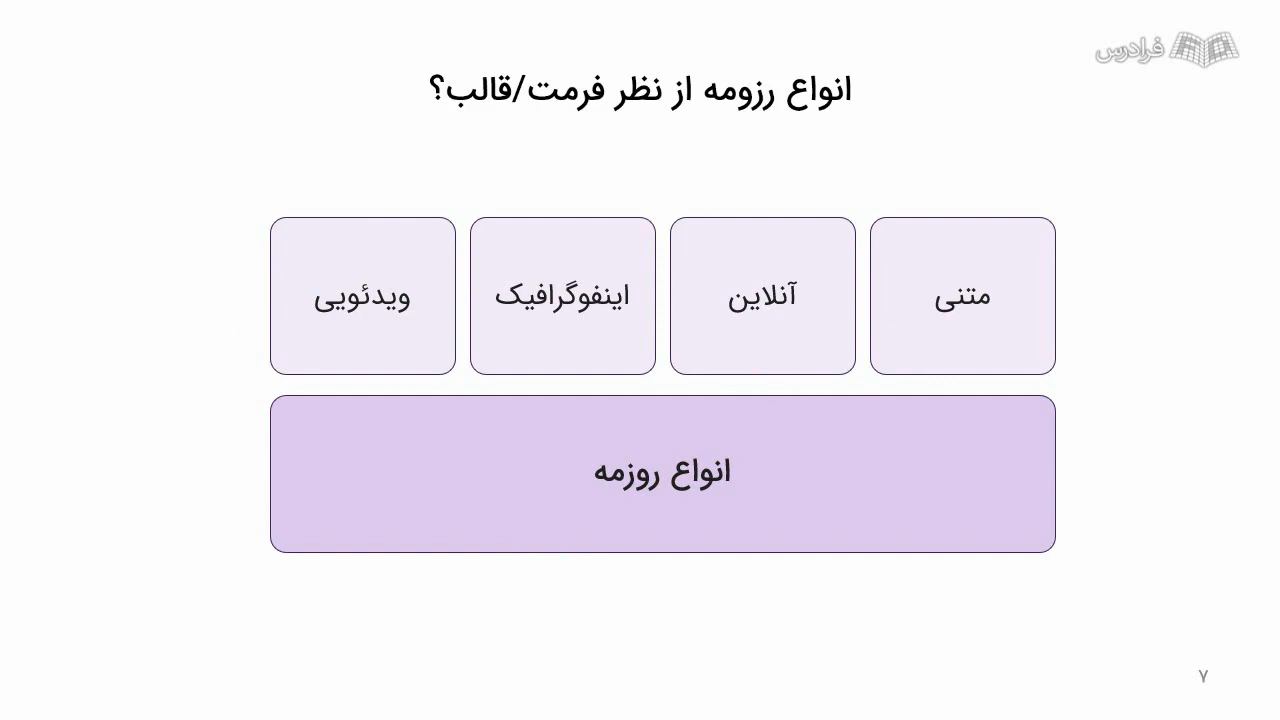 فرادرس
انواع رزومه از نظر فرمت/قالب؟
متنی
آنلاین
اینفوگرافیک
ویدئویی
انواع روزمه
۷